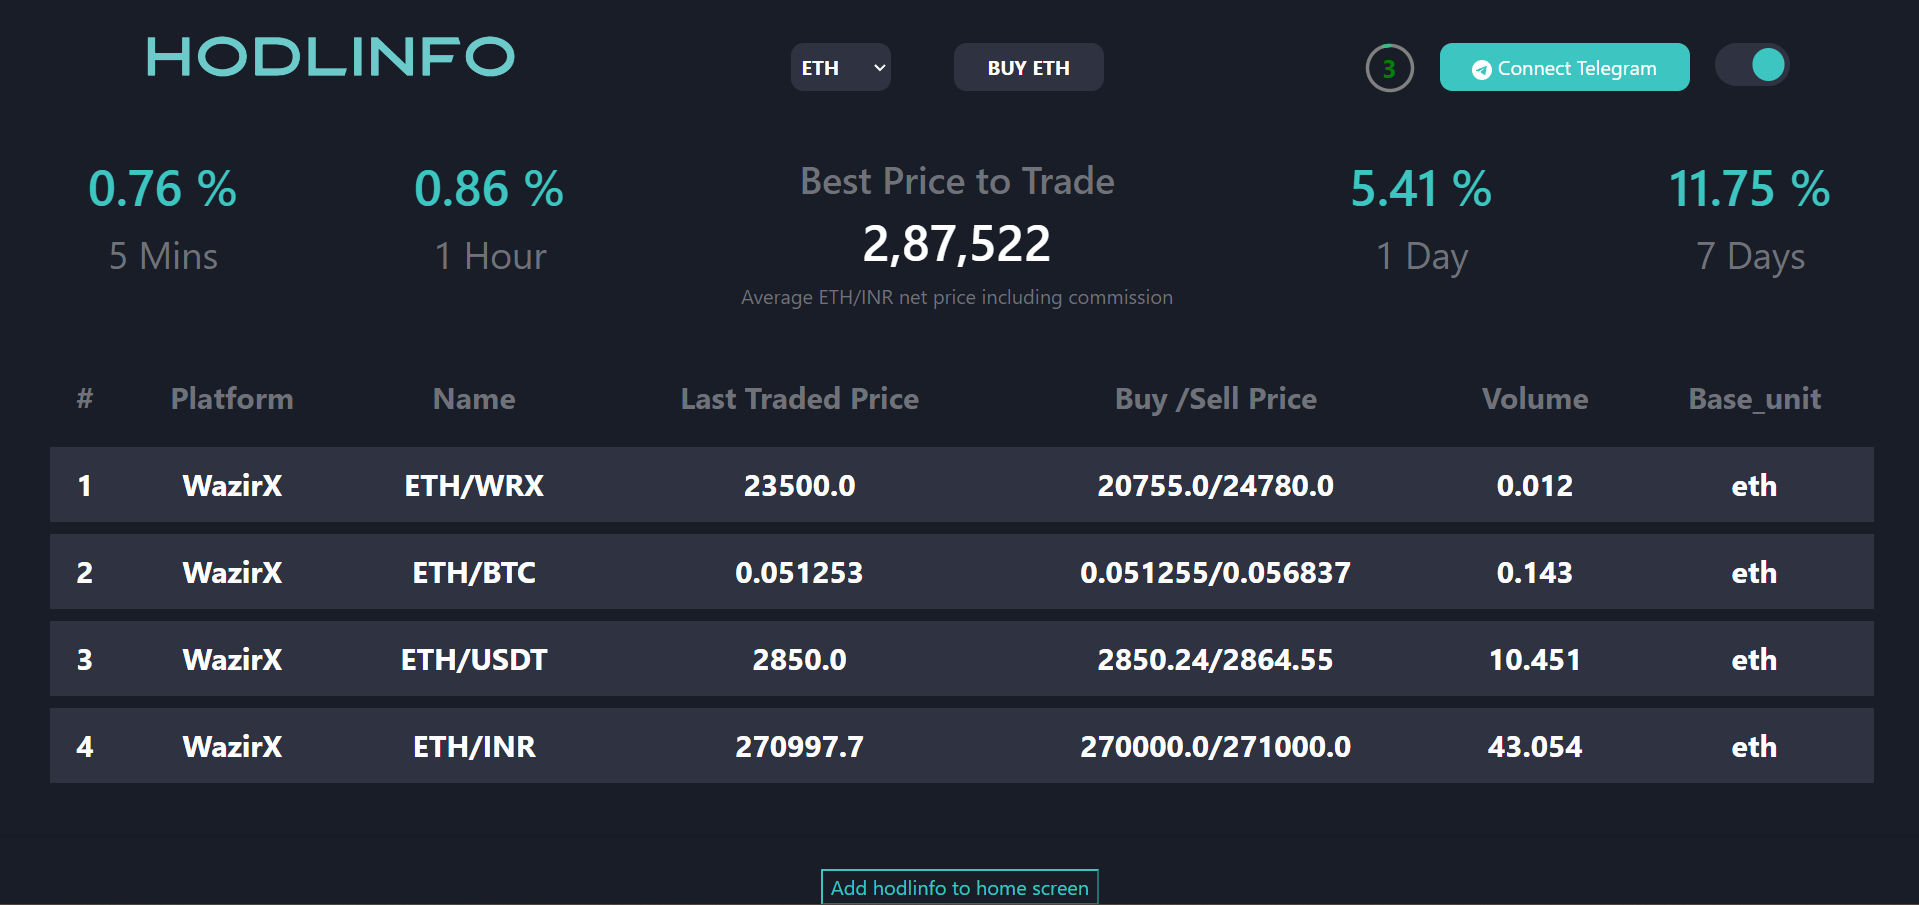 HODLINFO
ETH
BUY ETH
3
Connect Telegram
0.76 %
5 Mins
0.86 %
1 Hour
Best Price to Trade
2,87,522
Average ETH/INR net price including commission
5.41 %
1 Day
11.75 %
7 Days
# Platform Name Last Traded Price Buy /Sell Price Volume Base_unit
1 WazirX ETH/WRX 23500.0 20755.0/24780.0 0.012 eth
2 WazirX ETH/BTC 0.051253 0.051255/0.056837 0.143 eth
3 WazirX ETH/USDT 2850.0 2850.24/2864.55 10.451 eth
4 WazirX ETH/INR 270997.7 270000.0/271000.0 43.054 eth
Add hodlinfo to home screen